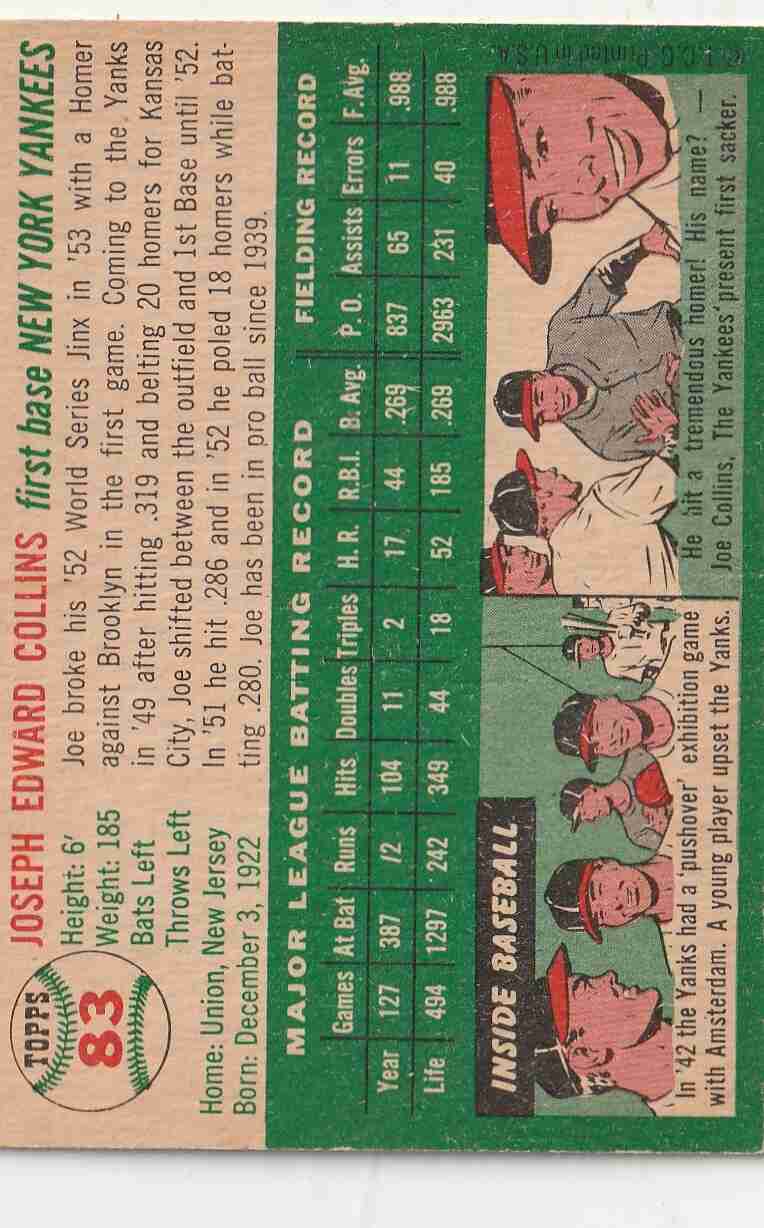 TOPPS
83
JOSEPH EDWARD COLLINS first base NEW YORK YANKEES
Height: 6'
Weight: 185
Bats Left
Throws Left
Home: Union, New Jersey
Born: December 3, 1922
Joe broke his '52 World Series Jinx in '53 with a Homer
against Brooklyn in the first game. Coming to the Yanks
in '49 after hitting .319 and belting 20 homers for Kansas
City, Joe shifted between the outfield and 1st Base until '52.
In '51 he hit .286 and in '52 he poled 18 homers while bat-
ting .280. Joe has been in pro ball since 1939.
MAJOR LEAGUE BATTING RECORD FIELDING RECORD
Games At Bat Runs Hits Doubles Triples H. R. R.B.I. B. Avg. P. O. Assists Errors F. Avg.
Year 127 387 /2 104 11 2 17 44 .269 837 65 11 .988
Life 494 1297 242 349 44 18 52 185 .269 2963 231 40 .988
INSIDE BASEBALL
In '42 the Yanks had a 'pushover' exhibition game
with Amsterdam. A young player upset the Yanks.
He hit a tremendous homer! His name? —
Joe Collins, The Yankees' present first sacker.
© T. C. G. Printed in U.S.A.